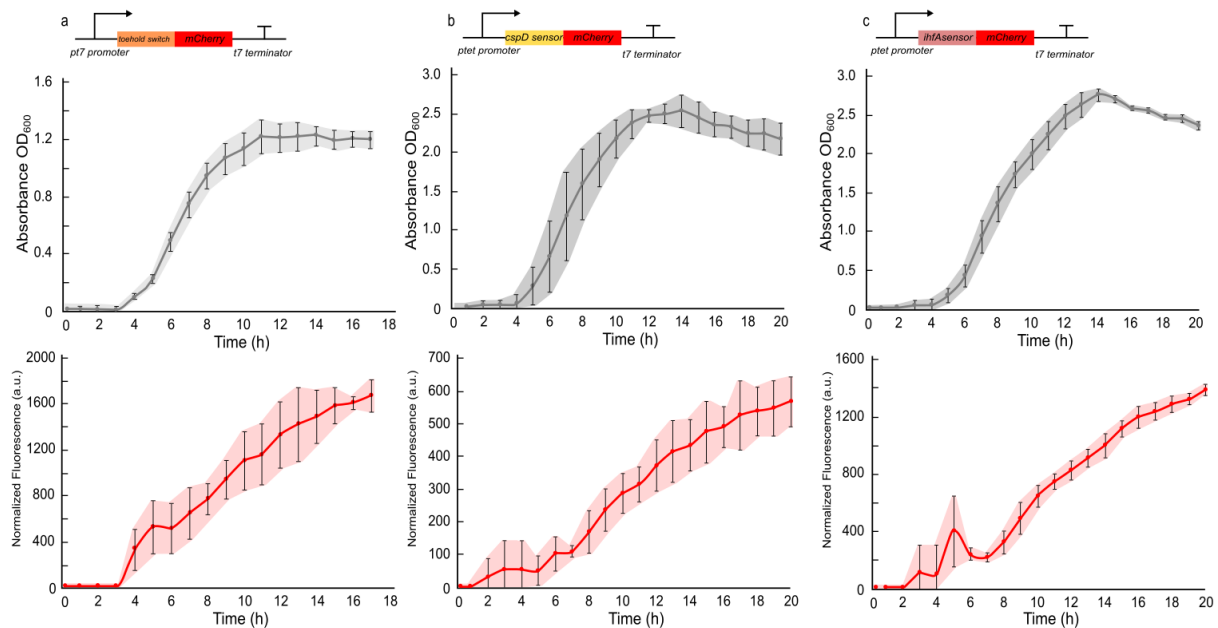 a
toehold switch mCherry
pt7 promoter t7 terminator
b
cspD sensor mCherry
ptet promoter t7 terminator
c
ihfAsensor mCherry
ptet promoter t7 terminator
Absorbance OD600
1.6
1.2
0.8
0.4
0
0 2 4 6 8 10 12 14 16 18
Time (h)
Absorbance OD600
3.0
2.5
2.0
1.5
1.0
0.5
0
0 2 4 6 8 10 12 14 16 18 20
Time (h)
Absorbance OD600
3.0
2.5
2.0
1.5
1.0
0.5
0
0 2 4 6 8 10 12 14 16 18 20
Time (h)
Normalized Fluorescence (a.u.)
2000
1600
1200
800
400
0
0 2 4 6 8 10 12 14 16 18
Time (h)
Normalized Fluorescence (a.u.)
700
600
500
400
300
200
100
0
0 2 4 6 8 10 12 14 16 18 20
Time (h)
Normalized Fluorescence (a.u.)
1600
1200
800
400
0
0 2 4 6 8 10 12 14 16 18 20
Time (h)